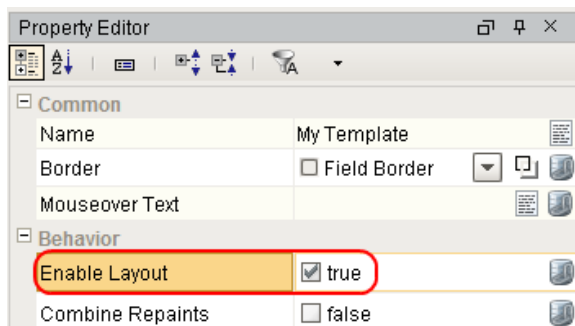 Property Editor
Common
Name My Template
Border Field Border
Mouseover Text
Behavior
Enable Layout true
Combine Repaints false